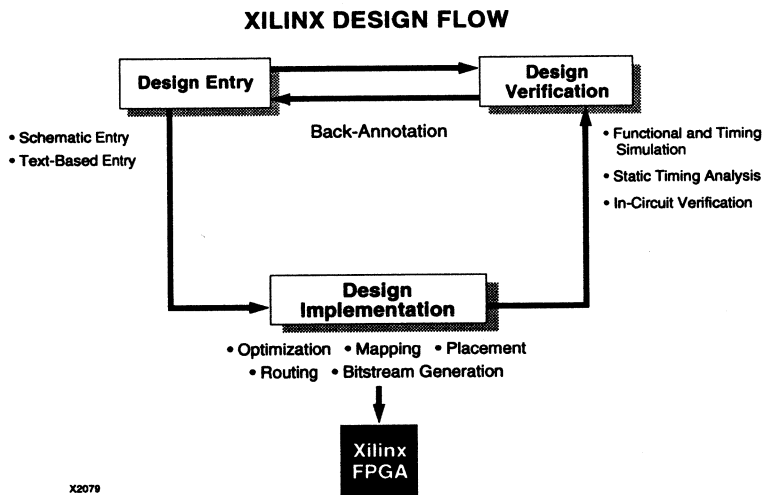 XILINX DESIGN FLOW
Design Entry
Design
Verification
Back-Annotation
• Schematic Entry
• Text-Based Entry
• Functional and Timing
Simulation
• Static Timing Analysis
• In-Circuit Verification
Design
Implementation
• Optimization • Mapping • Placement
• Routing • Bitstream Generation
Xilinx
FPGA
X2079